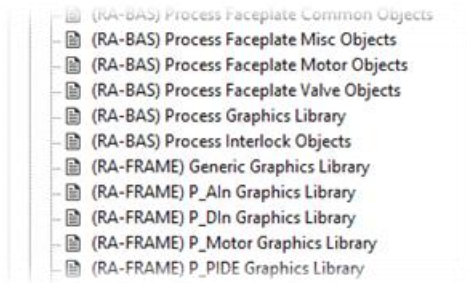 (RA-BAS) Process Faceplate Common Objects
(RA-BAS) Process Faceplate Misc Objects
(RA-BAS) Process Faceplate Motor Objects
(RA-BAS) Process Faceplate Valve Objects
(RA-BAS) Process Graphics Library
(RA-BAS) Process Interlock Objects
(RA-FRAME) Generic Graphics Library
(RA-FRAME) P_AIn Graphics Library
(RA-FRAME) P_DIn Graphics Library
(RA-FRAME) P_Motor Graphics Library
(RA-FRAME) P_PIDE Graphics Library